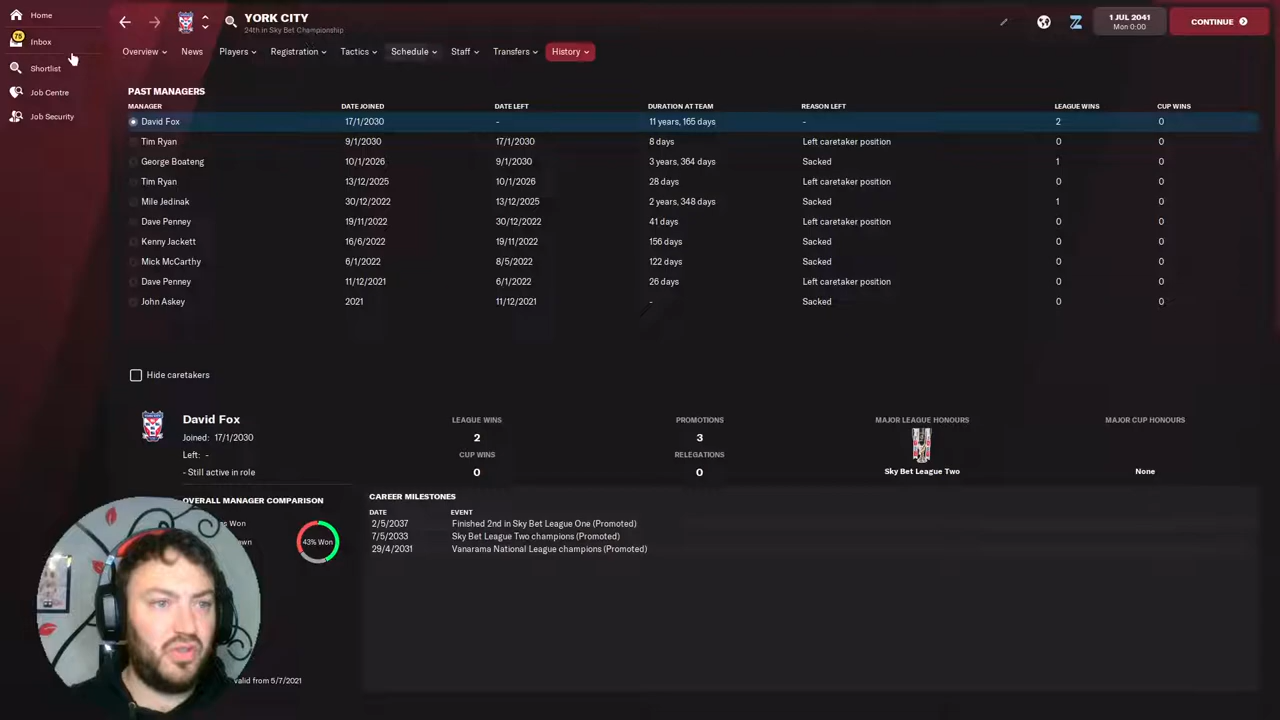 Home
Inbox
75
Shortlist
Job Centre
Job Security
YORK CITY
24th in Sky Bet Championship
1 JUL 2041
Mon 0:00
CONTINUE
Overview News Players Registration Tactics Schedule Staff Transfers History
PAST MANAGERS
MANAGER DATE JOINED DATE LEFT DURATION AT TEAM REASON LEFT LEAGUE WINS CUP WINS
David Fox 17/1/2030 - 11 years, 165 days - 2 0
Tim Ryan 9/1/2030 17/1/2030 8 days Left caretaker position 0 0
George Boateng 10/1/2026 9/1/2030 3 years, 364 days Sacked 1 0
Tim Ryan 13/12/2025 10/1/2026 28 days Left caretaker position 0 0
Mile Jedinak 30/12/2022 13/12/2025 2 years, 348 days Sacked 1 0
Dave Penney 19/11/2022 30/12/2022 41 days Left caretaker position 0 0
Kenny Jackett 16/6/2022 19/11/2022 156 days Sacked 0 0
Mick McCarthy 6/1/2022 8/5/2022 122 days Sacked 0 0
Dave Penney 11/12/2021 6/1/2022 26 days Left caretaker position 0 0
John Askey 2021 11/12/2021 - Sacked 0 0
Hide caretakers
David Fox
Joined: 17/1/2030
Left: -
- Still active in role
LEAGUE WINS
2
CUP WINS
0
PROMOTIONS
3
RELEGATIONS
0
MAJOR LEAGUE HONOURS
Sky Bet League Two
MAJOR CUP HONOURS
None
OVERALL MANAGER COMPARISON
Won
43% Won
CAREER MILESTONES
DATE EVENT
2/5/2037 Finished 2nd in Sky Bet League One (Promoted)
7/5/2033 Sky Bet League Two champions (Promoted)
29/4/2031 Vanarama National League champions (Promoted)
valid from 5/7/2021